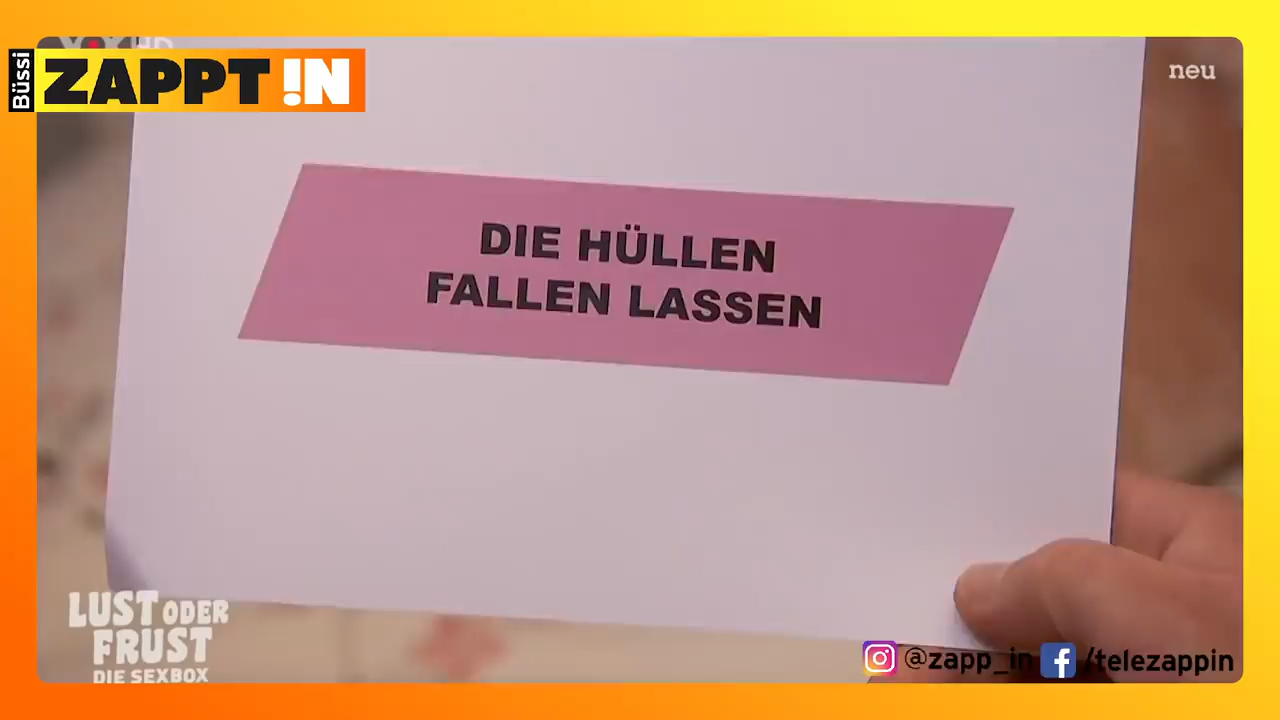 Büssi
ZAPPT !N
neu
DIE HÜLLEN
FALLEN LASSEN
LUST ODER
FRUST
DIE SEXBOX
@zapp_in
/telezappin